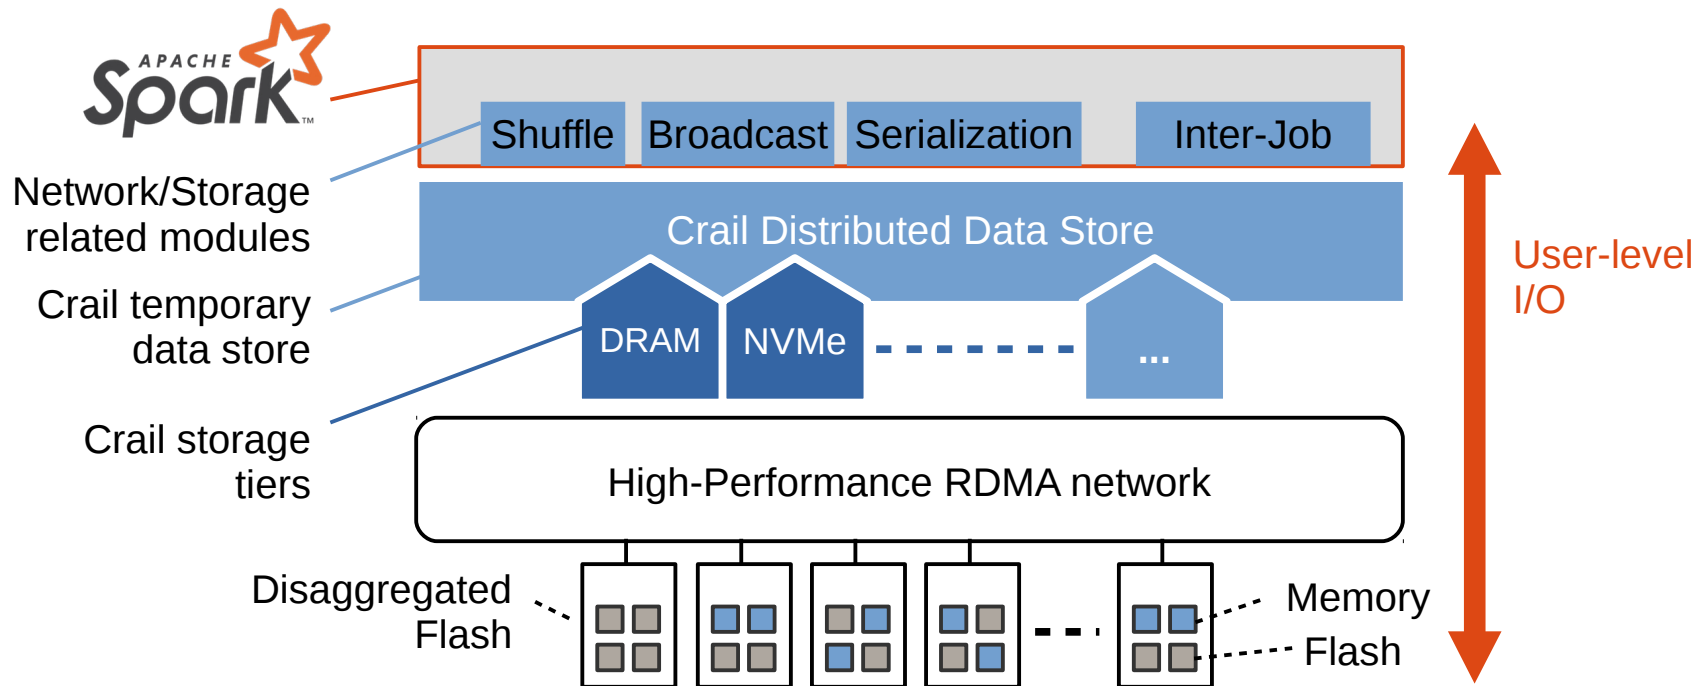 APACHE
Spark™
Shuffle
Broadcast
Serialization
Inter-Job
Network/Storage
related modules
Crail Distributed Data Store
User-level
I/O
Crail temporary
data store
DRAM
NVMe
...
Crail storage
tiers
High-Performance RDMA network
Disaggregated
Flash
Memory
Flash